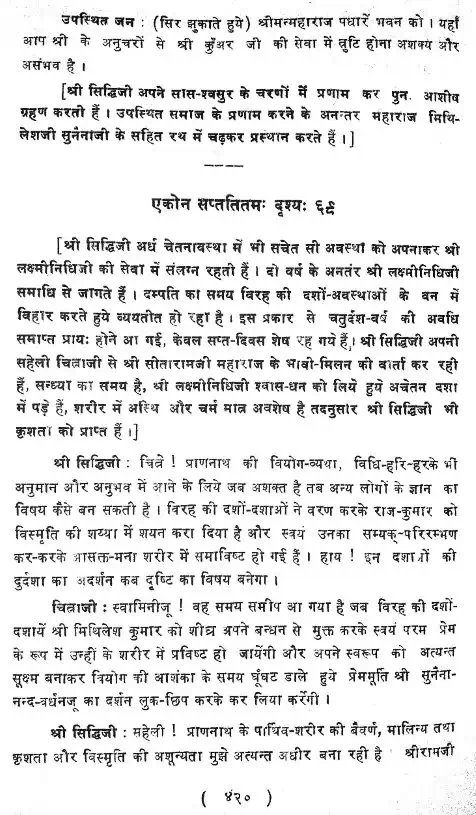 उपस्थित जन : (सिर झुकाते हुये) श्रीमन्महाराज पधारें भवन को । यहाँ
आप श्री के अनुचरों से श्री कुँअर जी की सेवा में त्रुटि होना अशक्य और
असंभव है ।
[श्री सिद्धिजी अपने सास-श्वसुर के चरणों में प्रणाम कर पुनः आशीष
ग्रहण करती हैं । उपस्थित समाज के प्रणाम करने के अनन्तर महाराज मिथि-
लेशजी सुनैनाजी के सहित रथ में चढ़कर प्रस्थान करते हैं ।]
एकोन सप्ततितमः दृश्यः ६९
[श्री सिद्धिजी अर्ध चेतनावस्था में भी सचेत सी अवस्था को अपनाकर श्री
लक्ष्मीनिधिजी की सेवा में संलग्न रहती हैं । दो वर्ष के अनंतर श्री लक्ष्मीनिधिजी
समाधि से जागते हैं । दम्पति का समय विरह की दशों-अवस्थाओं के बन में
बिहार करते हुये व्ययतीत हो रहा है । इस प्रकार से चतुर्दश-वर्ष की अवधि
समाप्त प्रायः होने आ गई, केवल सप्त-दिवस शेष रह गये हैं । श्री सिद्धिजी अपनी
सहेली चित्राजी से श्री सीतारामजी महाराज के भावी-मिलन की वार्ता कर रही
हैं, सन्ध्या का समय है, श्री लक्ष्मीनिधिजी श्वास-धन को लिये हुये अचेतन दशा
में पड़े हैं, शरीर में अस्थि और चर्म मात्र अवशेष है तदनुसार श्री सिद्धिजी भी
कृशता को प्राप्त हैं ।]
श्री सिद्धिजी : चित्रे ! प्राणनाथ की वियोग-व्यथा, विधि-हरि-हरके भी
अनुमान और अनुभव में आने के लिये जब अशक्त है तब अन्य लोगों के ज्ञान का
विषय कैसे बन सकती है । विरह की दशों-दशाओं ने वरण करके राज-कुमार को
विस्मृति की शय्या में शयन करा दिया है और स्वयं उनका सम्यक्-परिरम्भण
कर-करके आसक्त-मना शरीर में समाविष्ट हो गई हैं । हाय ! इन दशाओं की
दुर्दशा का अदर्शन कब दृष्टि का विषय बनेगा ।
चित्राजी : स्वामिनीजू ! वह समय समीप आ गया है जब विरह की दशों-
दशायें श्री मिथिलेश कुमार को शीघ्र अपने बन्धन से मुक्त करके स्वयं परम प्रेम
के रूप में उन्हीं के शरीर में प्रविष्ट हो जायेंगी और अपने स्वरूप को अत्यन्त
सूक्ष्म बनाकर वियोग की आशंका के समय घूंघट डाले हुये प्रेममूर्ति श्री सुनैना-
नन्द-वर्धनजू का दर्शन लुक-छिप करके कर लिया करेंगी ।
श्री सिद्धिजी : सहेली ! प्राणनाथ के पार्थिव-शरीर की बैवर्ण, मालिन्य तथा
कृशता और विस्मृति की अशून्यता मुझे अत्यन्त अधीर बना रही है श्रीरामजी
( ४२० )